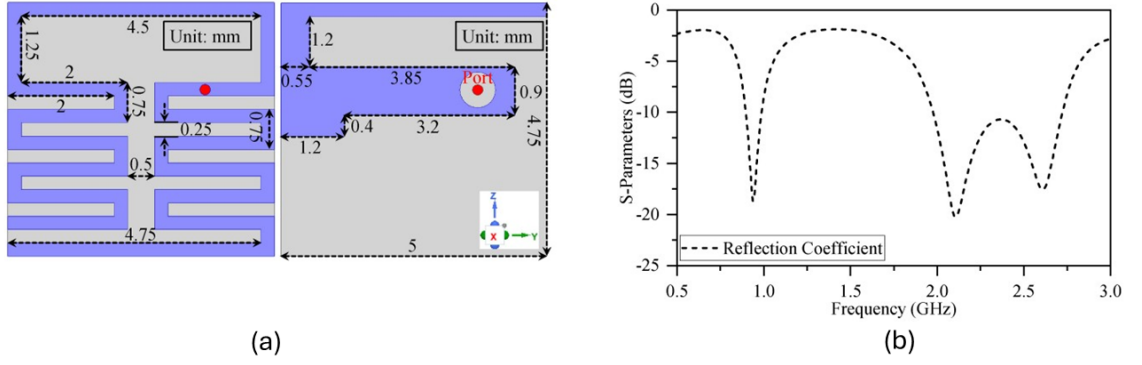 4.5
Unit: mm
1.25
2
2
0.75
0.25
0.75
0.5
4.75
1.2
Unit: mm
0.55
3.85
Port
0.9
0.4
3.2
1.2
4.75
5
Z
X
Y
(a)
0
-5
-10
-15
-20
-25
S-Parameters (dB)
Reflection Coefficient
0.5 1.0 1.5 2.0 2.5 3.0
Frequency (GHz)
(b)